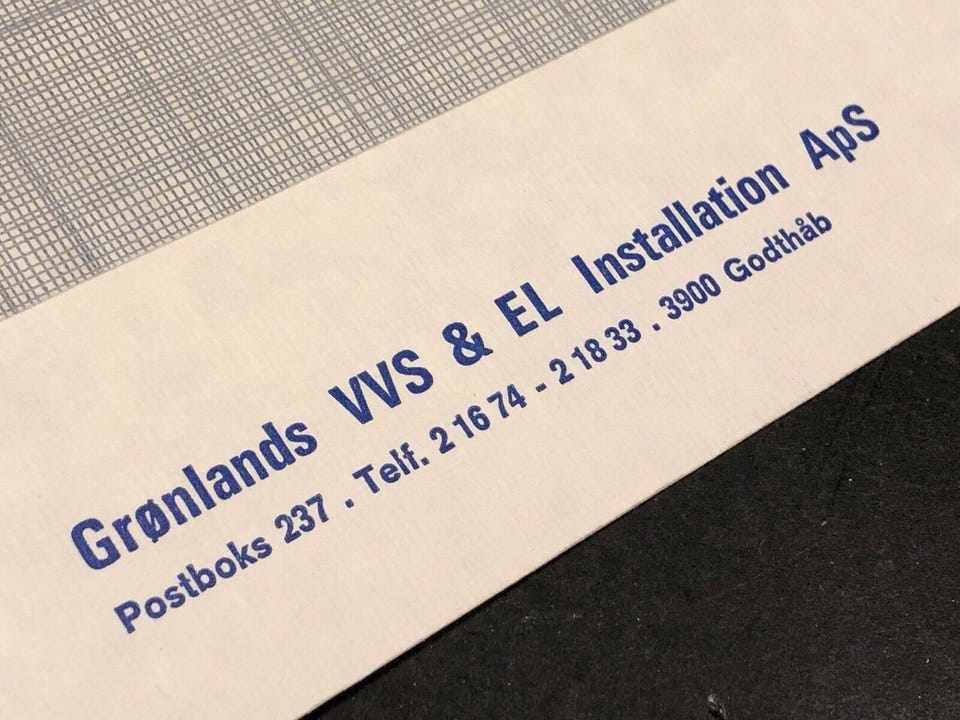 Grønlands VVS & EL Installation ApS
Postboks 237 . Telf. 2 16 74 - 2 18 33 . 3900 Godthåb